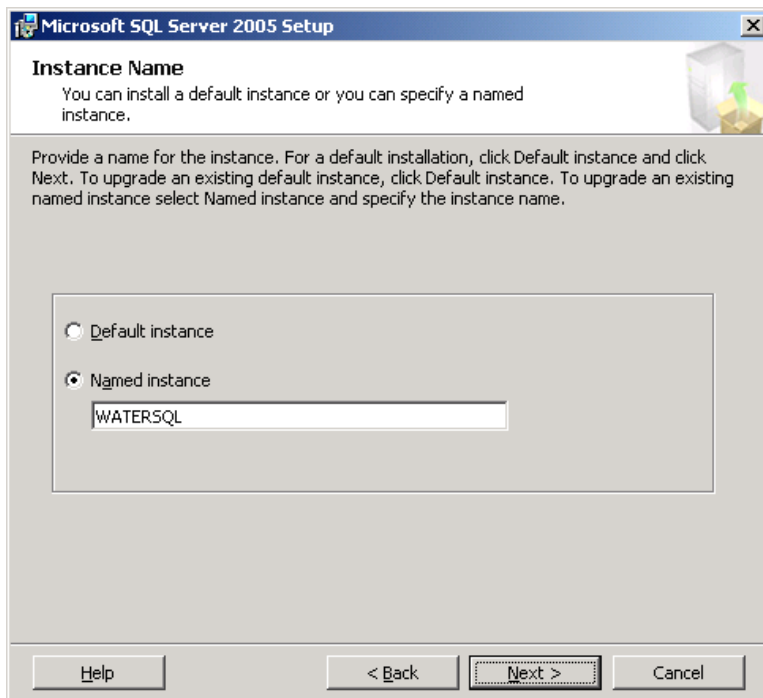 Microsoft SQL Server 2005 Setup
Instance Name
You can install a default instance or you can specify a named
instance.
Provide a name for the instance. For a default installation, click Default instance and click
Next. To upgrade an existing default instance, click Default instance. To upgrade an existing
named instance select Named instance and specify the instance name.
Default instance
Named instance
WATERSQL
Help
< Back
Next >
Cancel